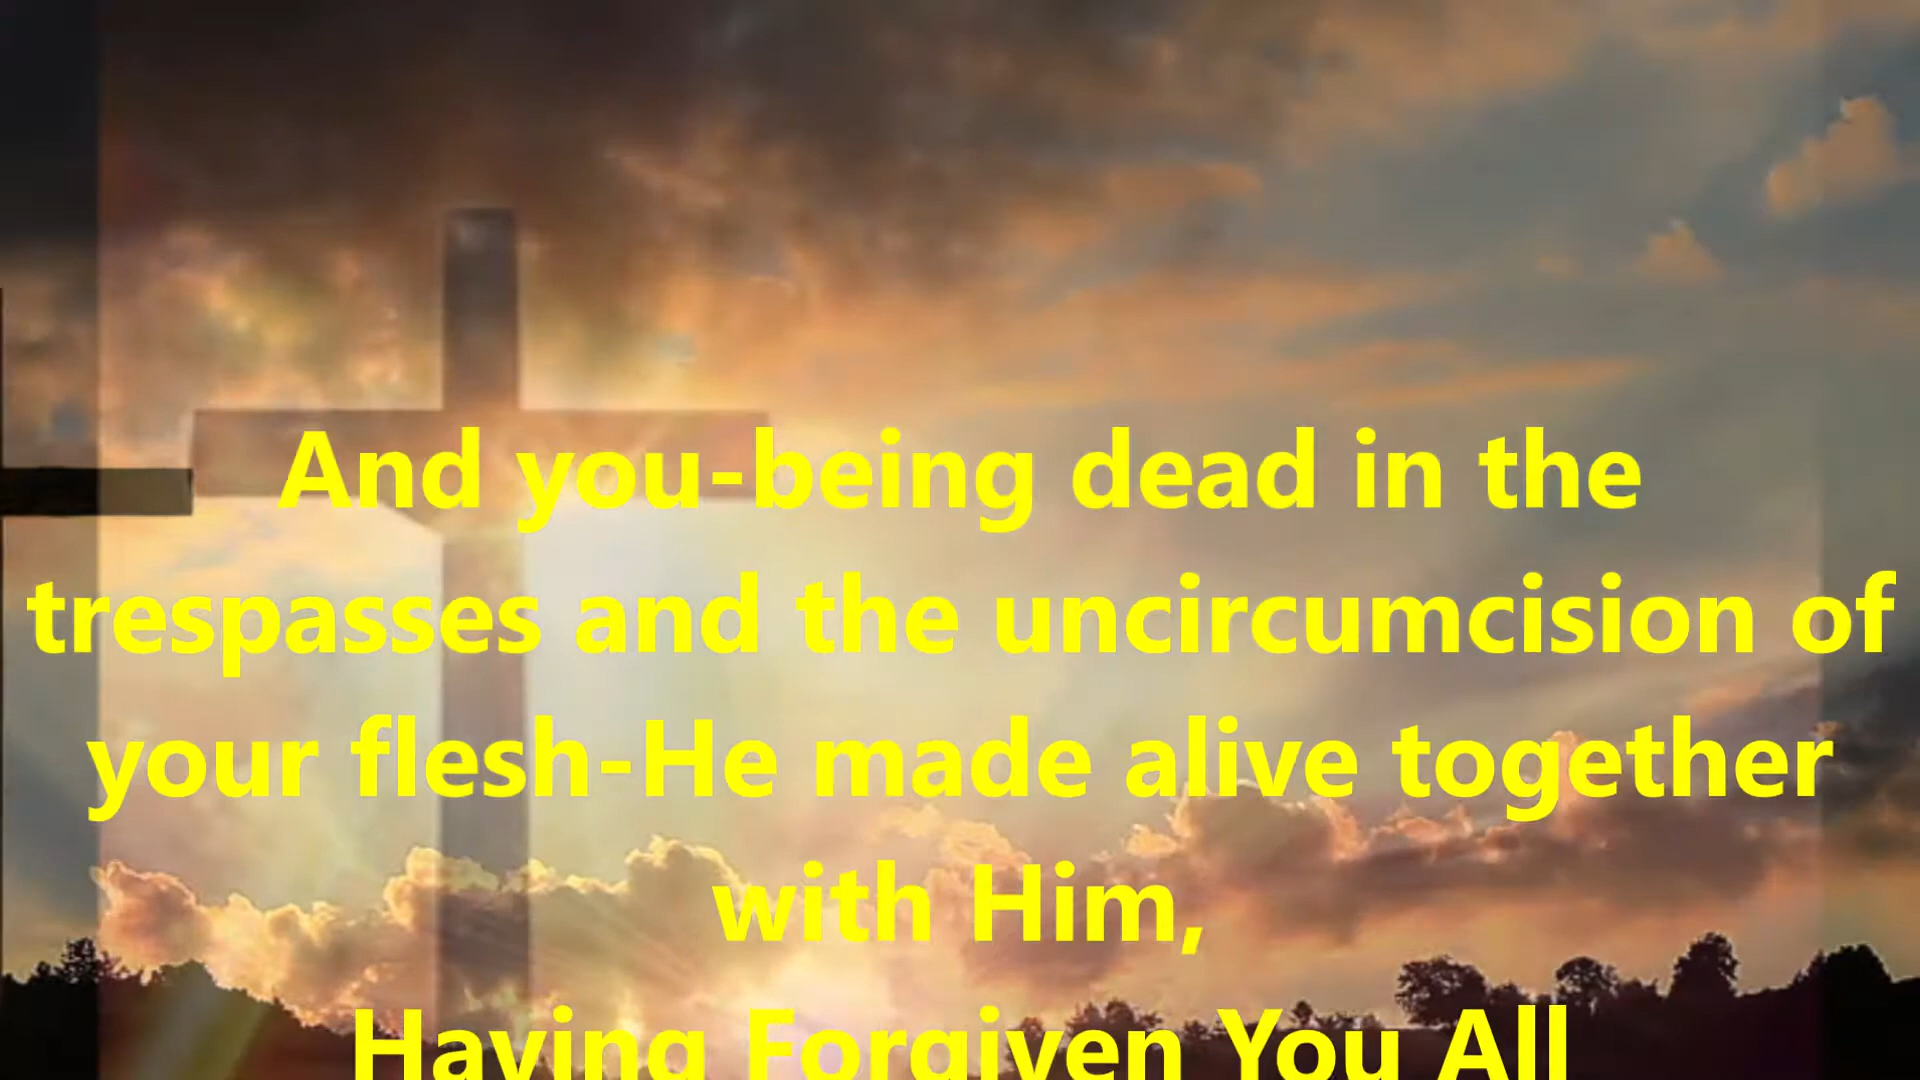 And you-being dead in the
trespasses and the uncircumcision of
your flesh-He made alive together
with Him,
Having Forgiven You All